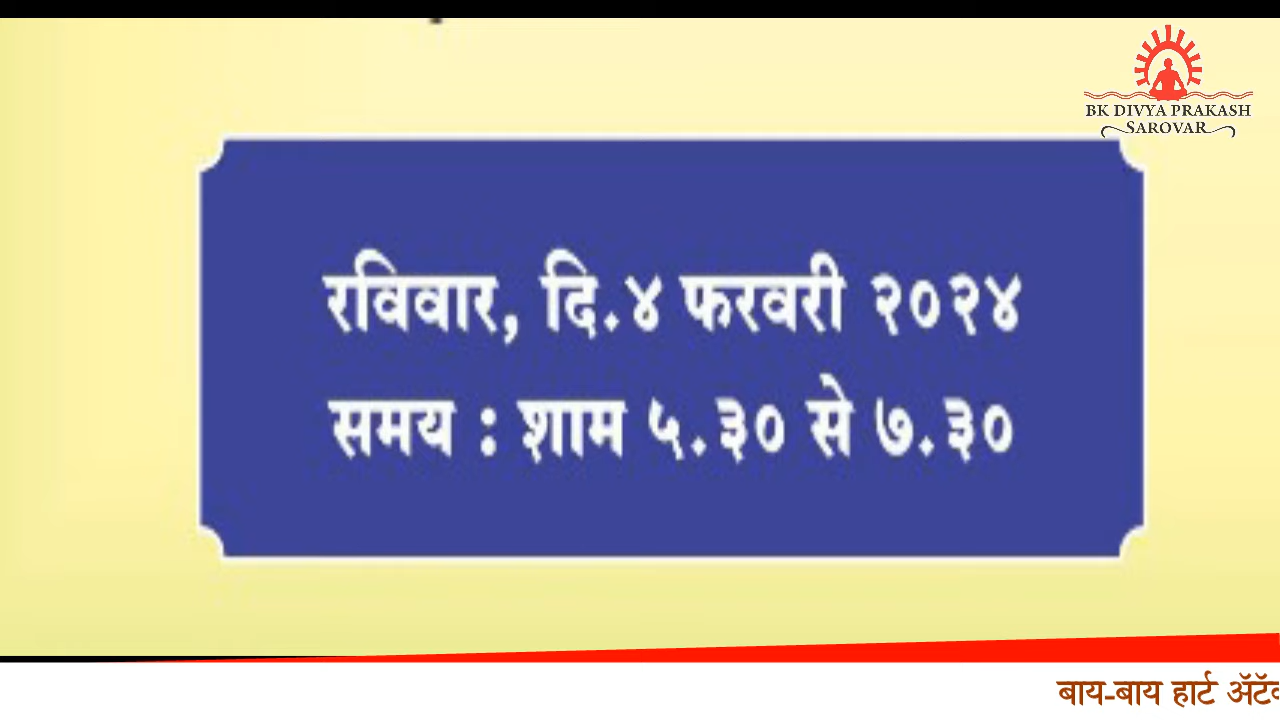 BK DIVYA PRAKASH
SAROVAR
रविवार, दि.४ फरवरी २०२४
समय : शाम ५.३० से ७.३०
बाय-बाय हार्ट